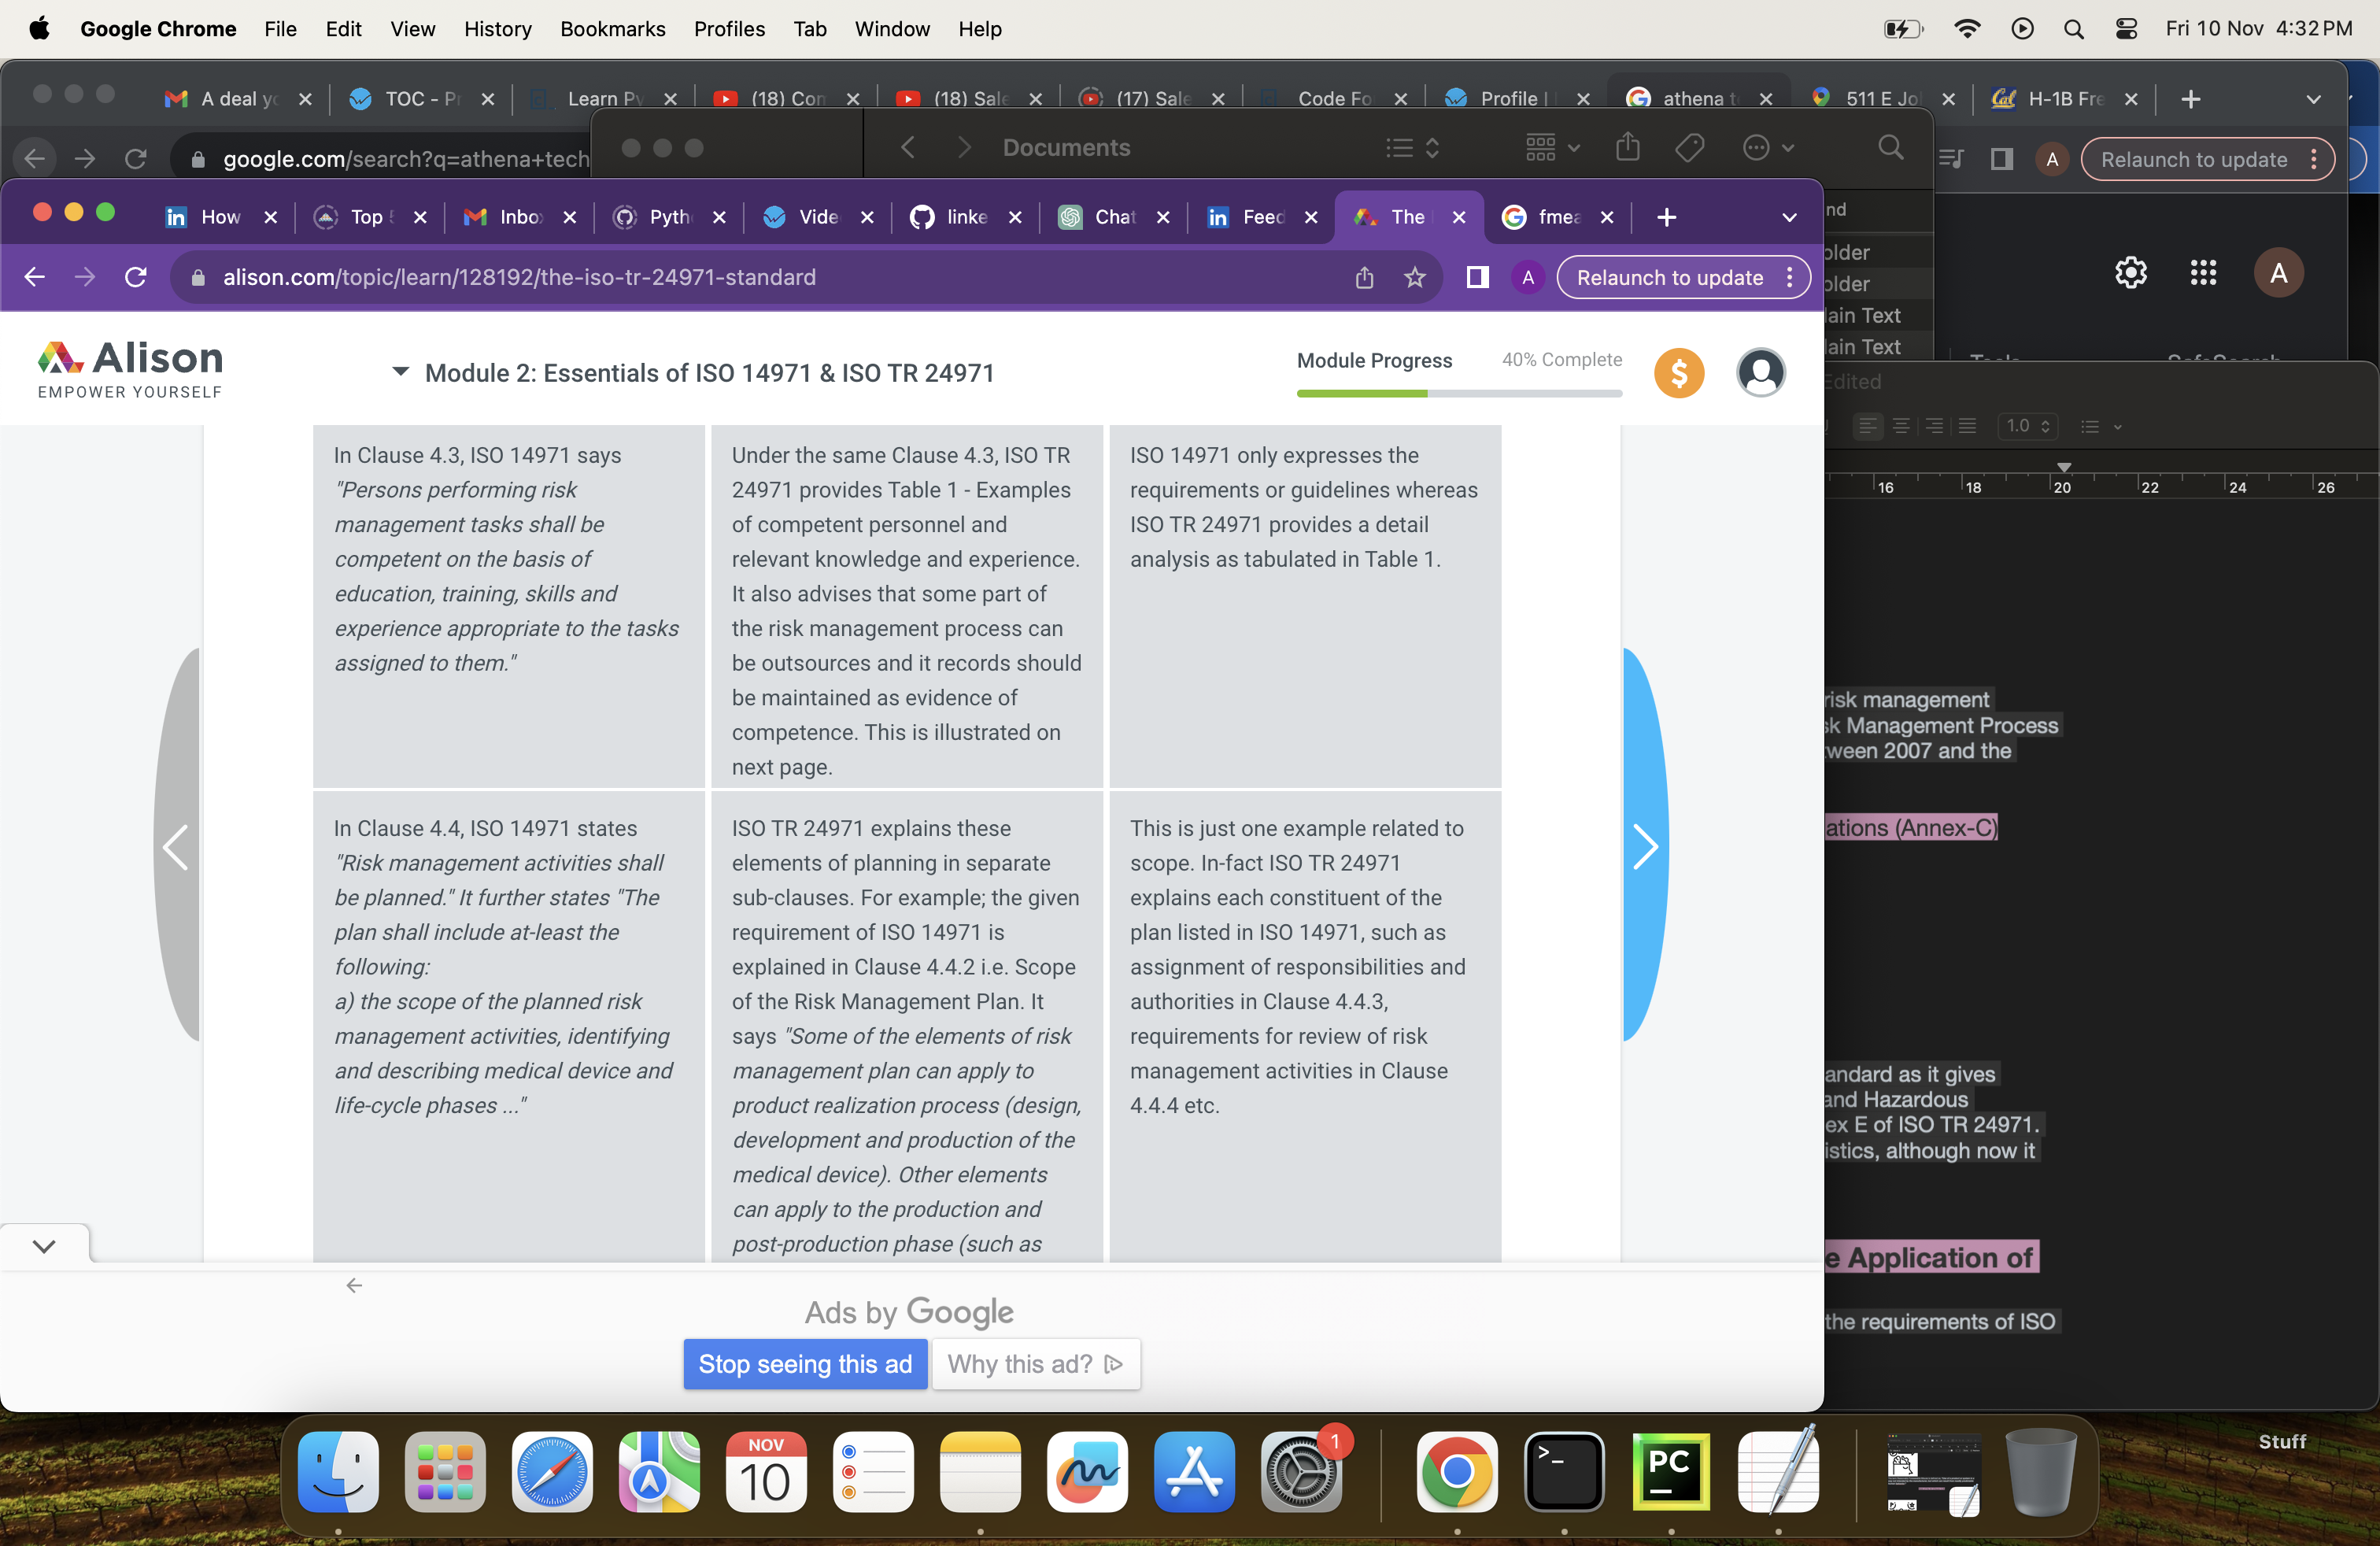 Google Chrome File Edit View History Bookmarks Profiles Tab Window Help Fri 10 Nov 4:32 PM
A deal TOC - Learn (18) (18) Sale (17) Sale Code Profile athena 511 E H-1B
google.com/search?q=athena+tech Documents A Relaunch to update
How Top Inbo Vide linke Chat Feed The fmea
alison.com/topic/learn/128192/the-iso-tr-24971-standard A Relaunch to update
ain Text
ain Text
A
Alison
EMPOWER YOURSELF
Module 2: Essentials of ISO 14971 & ISO TR 24971
Module Progress 40% Complete
$
Edited
1.0
16 18 20 22 24 26
In Clause 4.3, ISO 14971 says
"Persons performing risk
management tasks shall be
competent on the basis of
education, training, skills and
experience appropriate to the tasks
assigned to them."
Under the same Clause 4.3, ISO TR
24971 provides Table 1 - Examples
of competent personnel and
relevant knowledge and experience.
It also advises that some part of
the risk management process can
be outsources and it records should
be maintained as evidence of
competence. This is illustrated on
next page.
ISO 14971 only expresses the
requirements or guidelines whereas
ISO TR 24971 provides a detail
analysis as tabulated in Table 1.
In Clause 4.4, ISO 14971 states
"Risk management activities shall
be planned." It further states "The
plan shall include at-least the
following:
a) the scope of the planned risk
management activities, identifying
and describing medical device and
life-cycle phases ..."
ISO TR 24971 explains these
elements of planning in separate
sub-clauses. For example; the given
requirement of ISO 14971 is
explained in Clause 4.4.2 i.e. Scope
of the Risk Management Plan. It
says "Some of the elements of risk
management plan can apply to
product realization process (design,
development and production of the
medical device). Other elements
can apply to the production and
post-production phase (such as
This is just one example related to
scope. In-fact ISO TR 24971
explains each constituent of the
plan listed in ISO 14971, such as
assignment of responsibilities and
authorities in Clause 4.4.3,
requirements for review of risk
management activities in Clause
4.4.4 etc.
risk management
sk Management Process
tween 2007 and the
ations (Annex-C)
andard as it gives
and Hazardous
ex E of ISO TR 24971.
istics, although now it
e Application of
the requirements of ISO
Ads by Google
Stop seeing this ad Why this ad?
NOV
10
1
>_
PC
Stuff